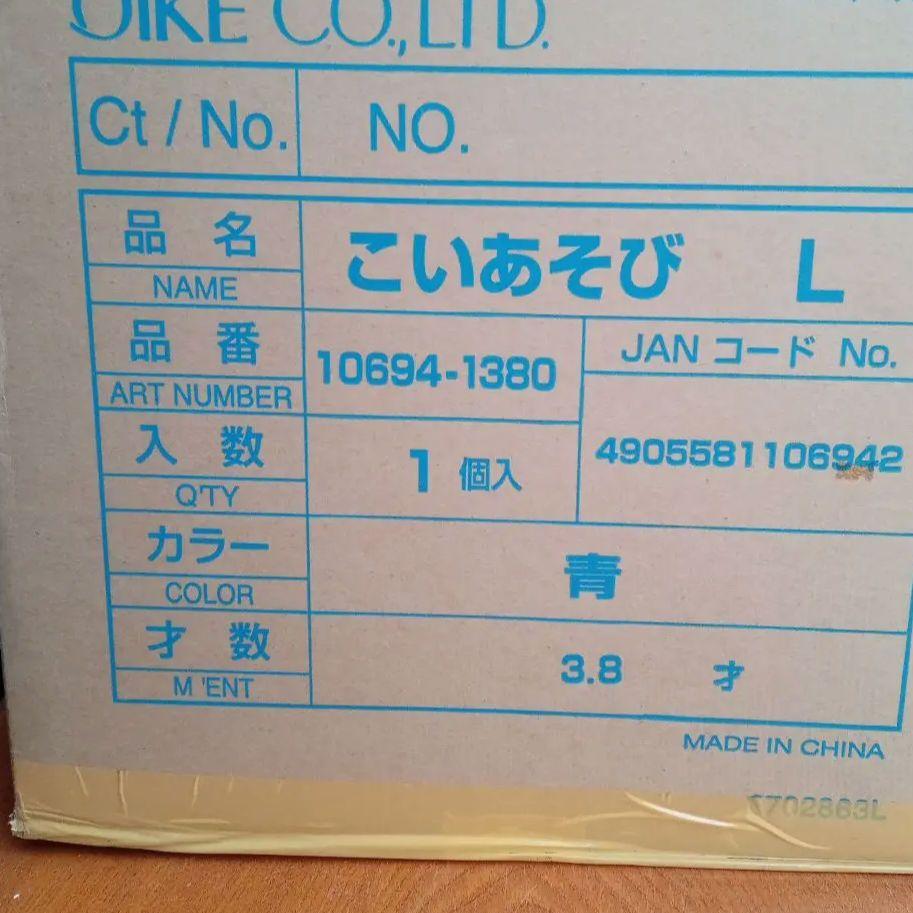 OIKE CO.,LTD.
Ct / No. NO.
品名 こいあそび L
NAME
品番 10694-1380 JAN コード No.
ART NUMBER
入数 1 個入 4905581106942
Q'TY
カラー 青
COLOR
才数 3.8 才
M'ENT
MADE IN CHINA